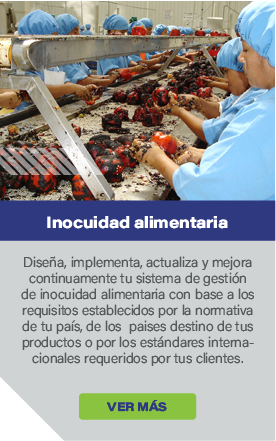 Inocuidad alimentaria
Diseña, implementa, actualiza y mejora
continuamente tu sistema de gestión
de inocuidad alimentaria con base a los
requisitos establecidos por la normativa
de tu país, de los  paises destino de tus
productos o por los estándares interna-
cionales requeridos por tus clientes.
VER MÁS